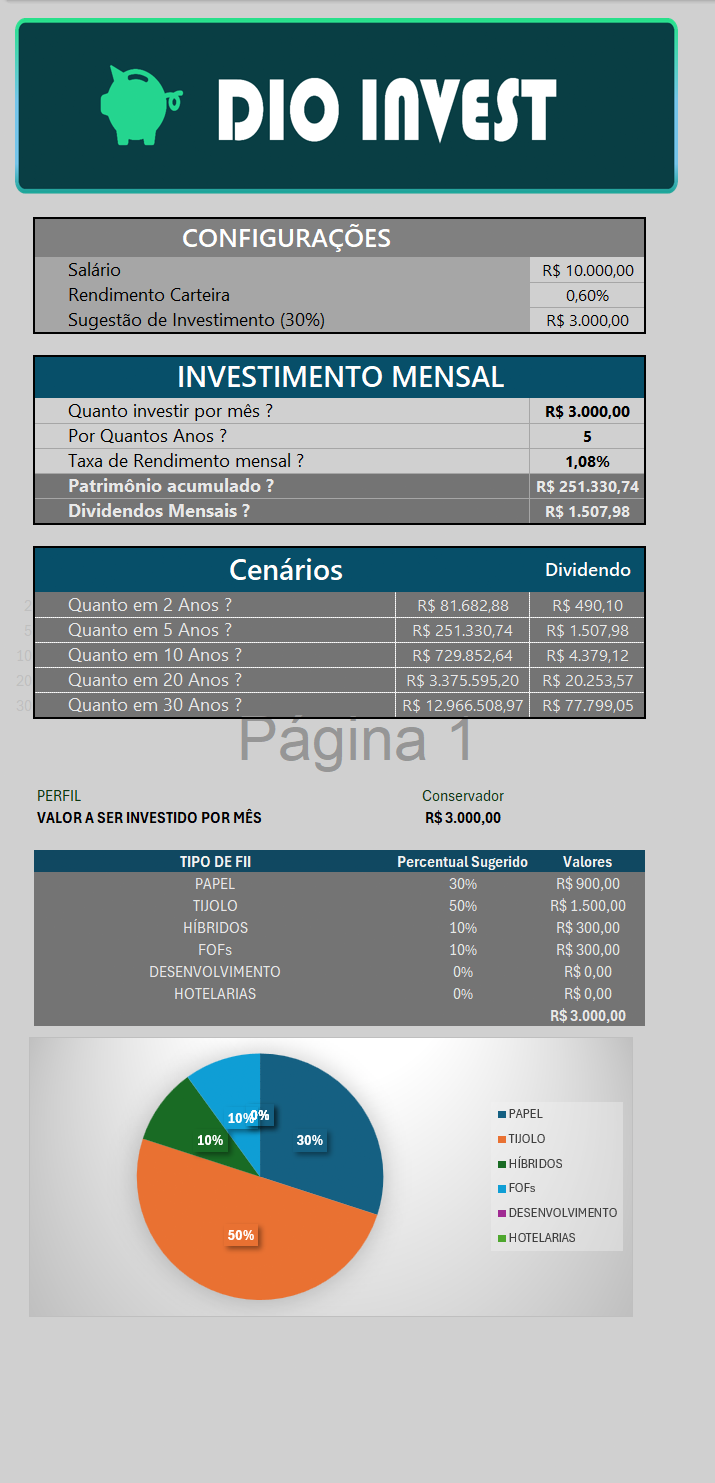 DIO INVEST
CONFIGURAÇÕES
Salário R$ 10.000,00
Rendimento Carteira 0,60%
Sugestão de Investimento (30%) R$ 3.000,00
INVESTIMENTO MENSAL
Quanto investir por mês ? R$ 3.000,00
Por Quantos Anos ? 5
Taxa de Rendimento mensal ? 1,08%
Patrimônio acumulado ? R$ 251.330,74
Dividendos Mensais ? R$ 1.507,98
Cenários Dividendo
2 Quanto em 2 Anos ? R$ 81.682,88 R$ 490,10
5 Quanto em 5 Anos ? R$ 251.330,74 R$ 1.507,98
10 Quanto em 10 Anos ? R$ 729.852,64 R$ 4.379,12
20 Quanto em 20 Anos ? R$ 3.375.595,20 R$ 20.253,57
30 Quanto em 30 Anos ? R$ 12.966.508,97 R$ 77.799,05
Página 1
PERFIL Conservador
VALOR A SER INVESTIDO POR MÊS R$ 3.000,00
TIPO DE FII Percentual Sugerido Valores
PAPEL 30% R$ 900,00
TIJOLO 50% R$ 1.500,00
HÍBRIDOS 10% R$ 300,00
FOFs 10% R$ 300,00
DESENVOLVIMENTO 0% R$ 0,00
HOTELARIAS 0% R$ 0,00
R$ 3.000,00
10% 0%
10% 30%
50%
PAPEL
TIJOLO
HÍBRIDOS
FOFs
DESENVOLVIMENTO
HOTELARIAS